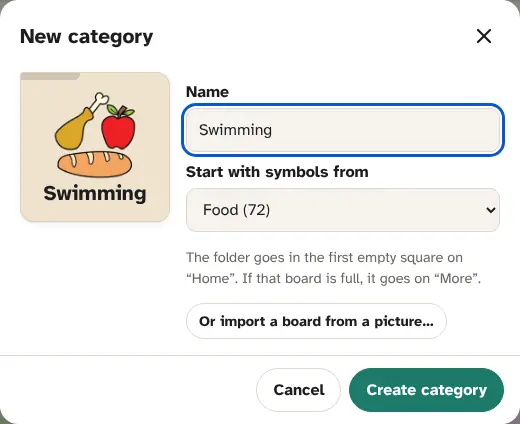 New category
Swimming
Name
Swimming
Start with symbols from
Food (72)
The folder goes in the first empty square on
“Home”. If that board is full, it goes on “More”.
Or import a board from a picture...
Cancel
Create category